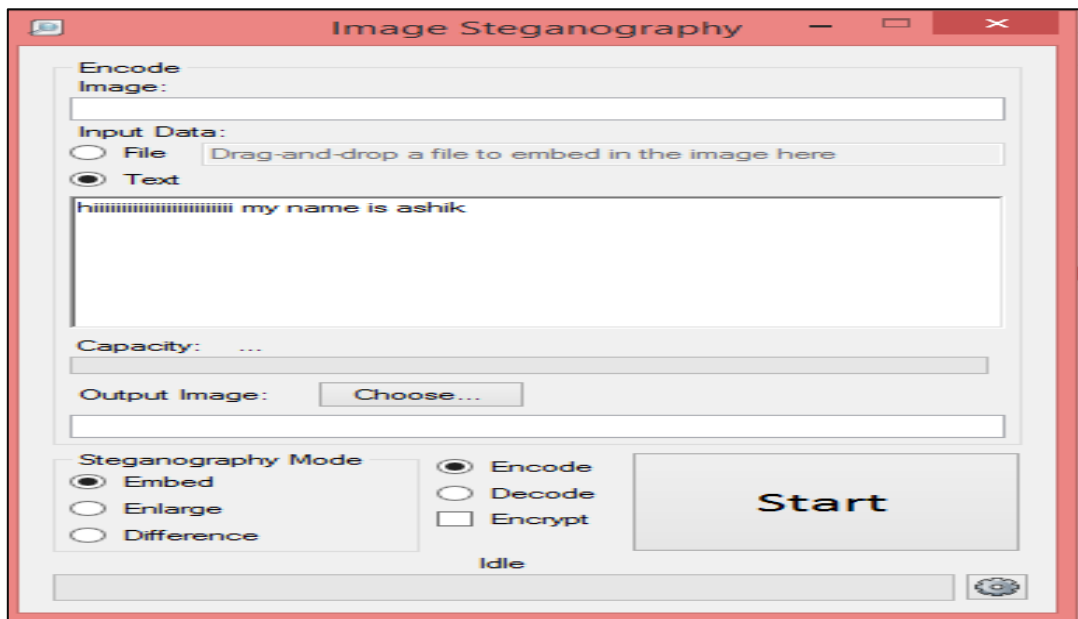 Image Steganography
Encode
Image:
Input Data:
File Drag-and-drop a file to embed in the image here
Text
hiiiiiiiiiiiiiiiiiiiiiiiiiii my name is ashik
Capacity: ...
Output Image: Choose...
Steganography Mode
Embed
Enlarge
Difference
Encode
Decode
Encrypt
Start
Idle